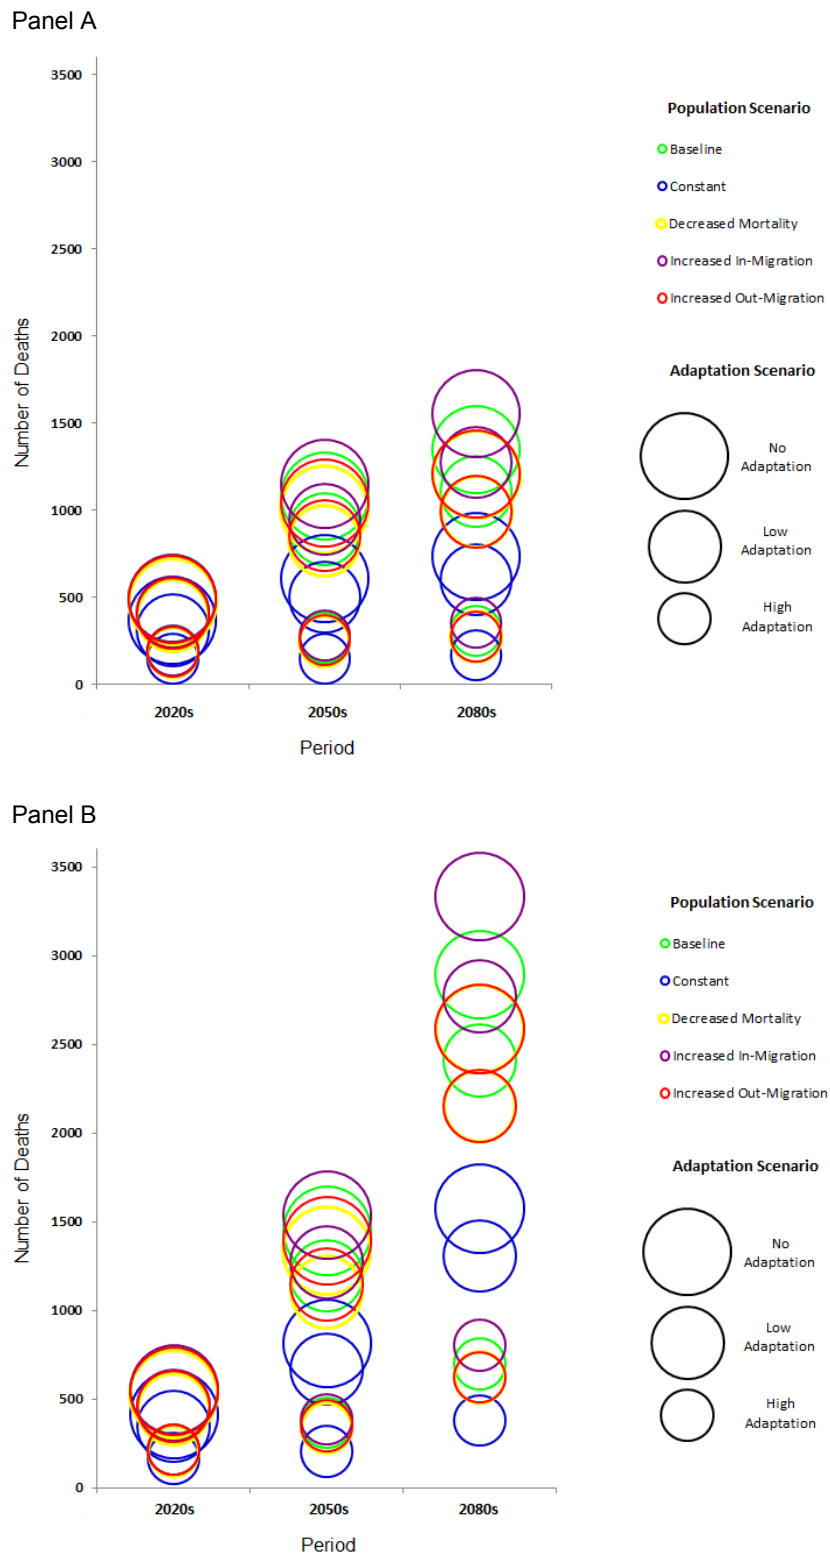 Panel A
3500
3000
2500
2000
1500
1000
500
0
Number of Deaths
2020s 2050s 2080s
Period
Population Scenario
Baseline
Constant
Decreased Mortality
Increased In-Migration
Increased Out-Migration
Adaptation Scenario
No
Adaptation
Low
Adaptation
High
Adaptation
Panel B
3500
3000
2500
2000
1500
1000
500
0
Number of Deaths
2020s 2050s 2080s
Period
Population Scenario
Baseline
Constant
Decreased Mortality
Increased In-Migration
Increased Out-Migration
Adaptation Scenario
No
Adaptation
Low
Adaptation
High
Adaptation